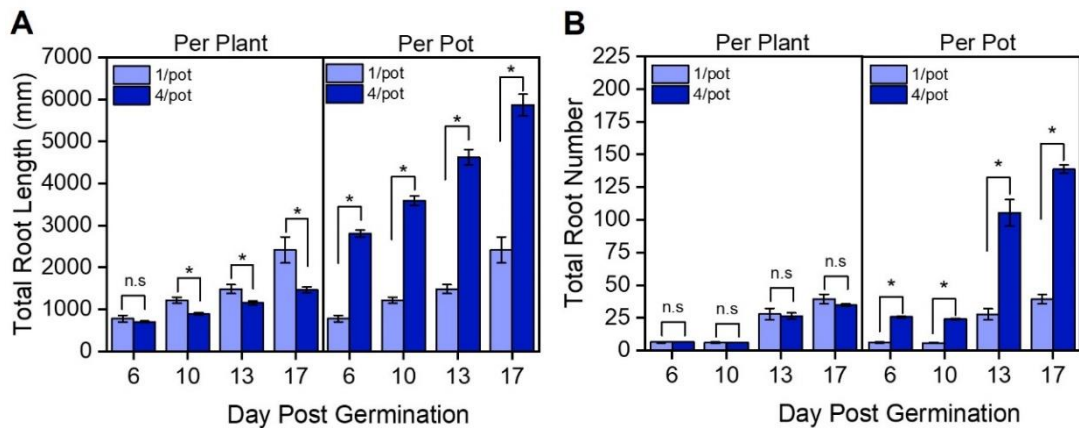 A
Per Plant
Per Pot
Total Root Length (mm)
7000
6000
5000
4000
3000
2000
1000
0
1/pot
4/pot
n.s
*
*
*
1/pot
4/pot
*
*
*
*
6 10 13 17 6 10 13 17
Day Post Germination
B
Per Plant
Per Pot
Total Root Number
225
200
175
150
125
100
75
50
25
0
1/pot
4/pot
n.s
n.s
n.s
n.s
1/pot
4/pot
*
*
*
*
6 10 13 17 6 10 13 17
Day Post Germination